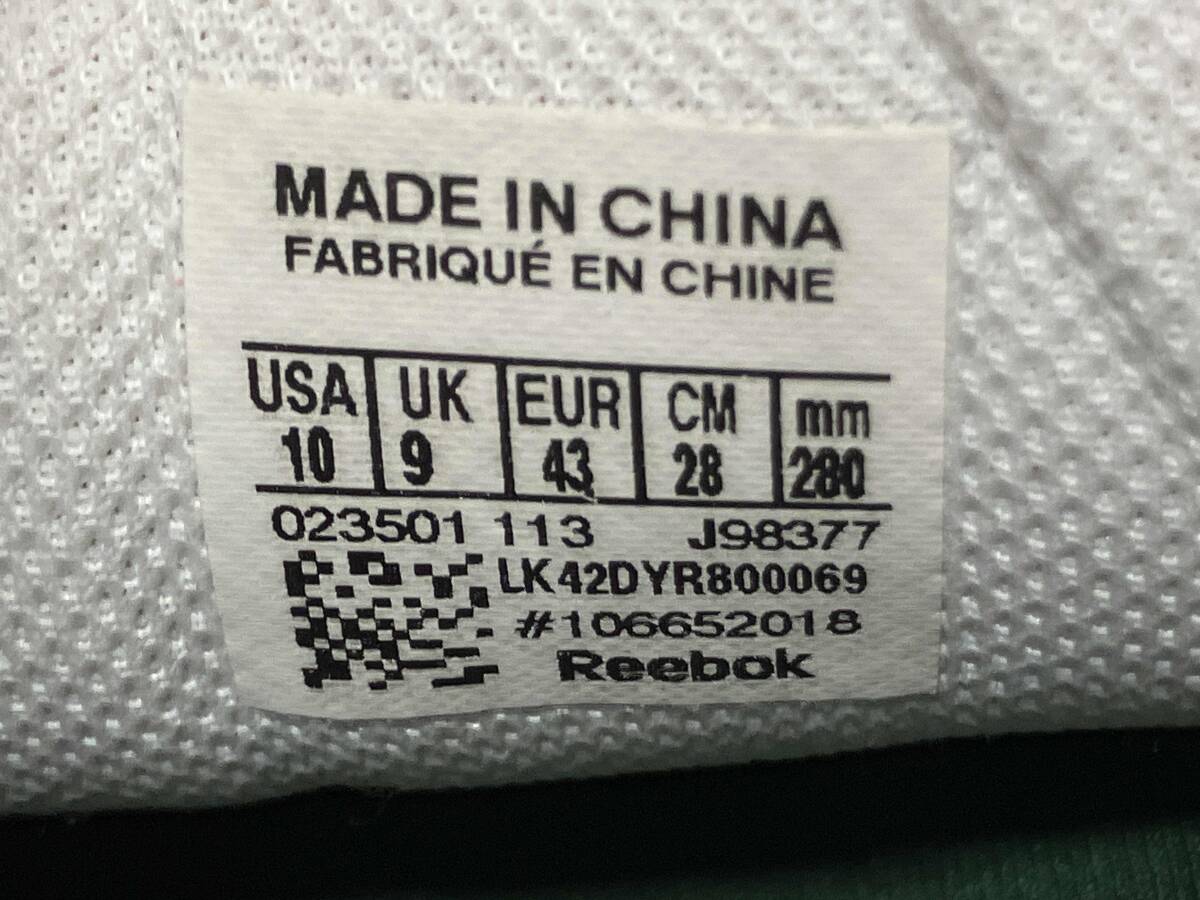 MADE IN CHINA
FABRIQUÉ EN CHINE
USA UK EUR CM mm
10 9 43 28 280
023501 113 J98377
LK42DYR800069
#106652018
Reebok